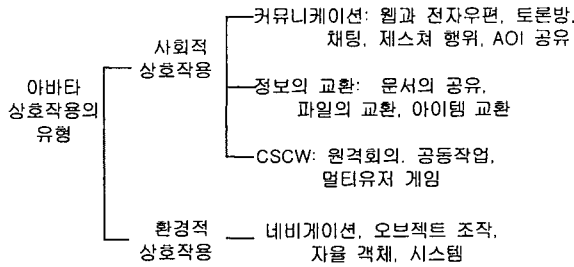 커뮤니케이션: 웹과 전자우편, 토론방,
채팅, 제스쳐 행위, AOI 공유
사회적
상호작용
정보의 교환: 문서의 공유,
파일의 교환, 아이템 교환
아바타
상호작용의
유형
CSCW: 원격회의, 공동작업,
멀티유저 게임
환경적
상호작용
네비게이션, 오브젝트 조작,
자율 객체, 시스템